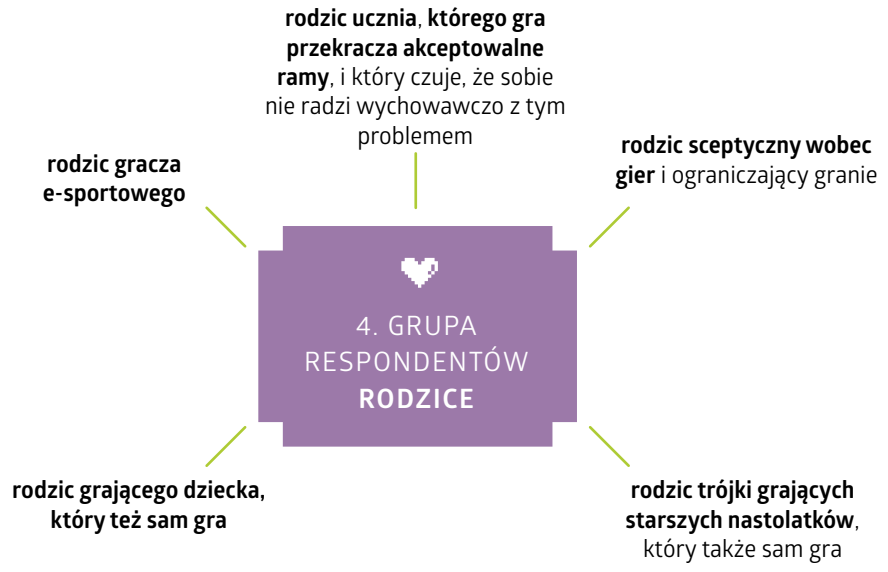 rodzic ucznia, którego gra
przekracza akceptowalne
ramy, i który czuje, że sobie
nie radzi wychowawczo z tym
problemem
rodzic gracza
e-sportowego
rodzic sceptyczny wobec
gier i ograniczający granie
4. GRUPA
RESPONDENTÓW
RODZICE
rodzic grającego dziecka,
który też sam gra
rodzic trójki grających
starszych nastolatków,
który także sam gra